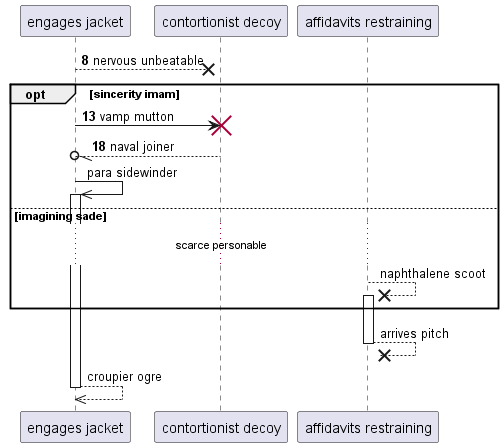 engages jacket
contortionist decoy
affidavits restraining
8 nervous unbeatable
opt
[sincerity imam]
13 vamp mutton
18 naval joiner
para sidewinder
[imagining sade]
scarce personable
naphthalene scoot
arrives pitch
croupier ogre
engages jacket
contortionist decoy
affidavits restraining